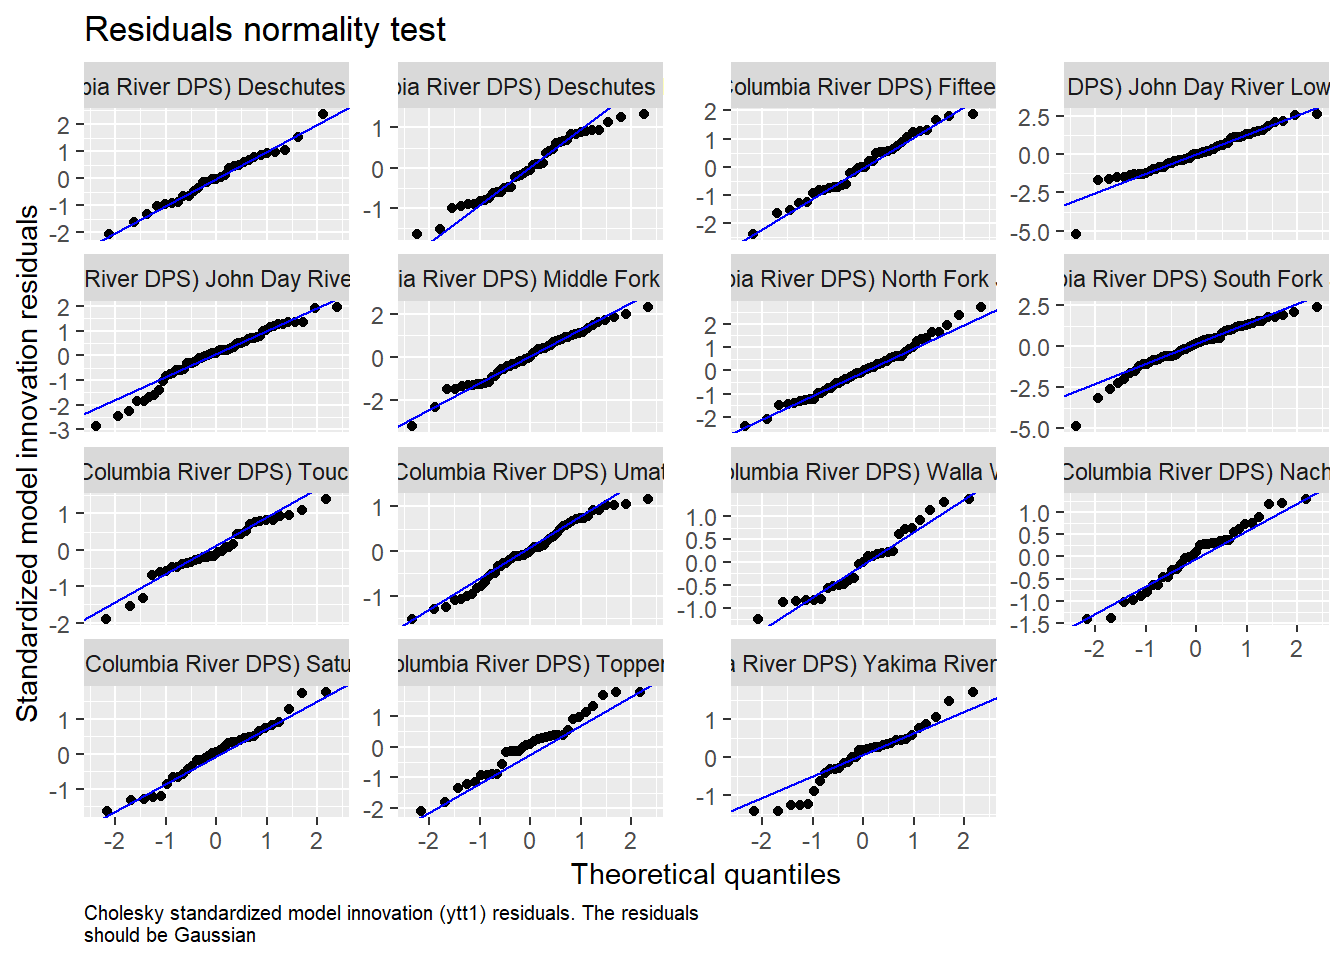 Residuals normality test
bia River DPS) Deschutes
bia River DPS) Deschutes
Columbia River DPS) Fiftee
DPS) John Day River Low
2
1
0
-1
-2
1
0
-1
2
1
0
-1
-2
2.5
0.0
-2.5
-5.0
River DPS) John Day Rive
bia River DPS) Middle Fork
bia River DPS) North Fork
bia River DPS) South Fork
2
1
0
-1
-2
-3
2
0
-2
2
1
0
-1
-2
2.5
0.0
-2.5
-5.0
Columbia River DPS) Touc
Columbia River DPS) Umat
olumbia River DPS) Walla W
Columbia River DPS) Nach
1
0
-1
-2
1
0
-1
1.0
0.5
0.0
-0.5
-1.0
1.0
0.5
0.0
-0.5
-1.0
-1.5
-2 -1 0 1 2
Columbia River DPS) Satu
olumbia River DPS) Toppen
a River DPS) Yakima River
1
0
-1
1
0
-1
-2
1
0
-1
-2 -1 0 1 2
-2 -1 0 1 2
-2 -1 0 1 2
Standardized model innovation residuals
Theoretical quantiles
Cholesky standardized model innovation (ytt1) residuals. The residuals
should be Gaussian